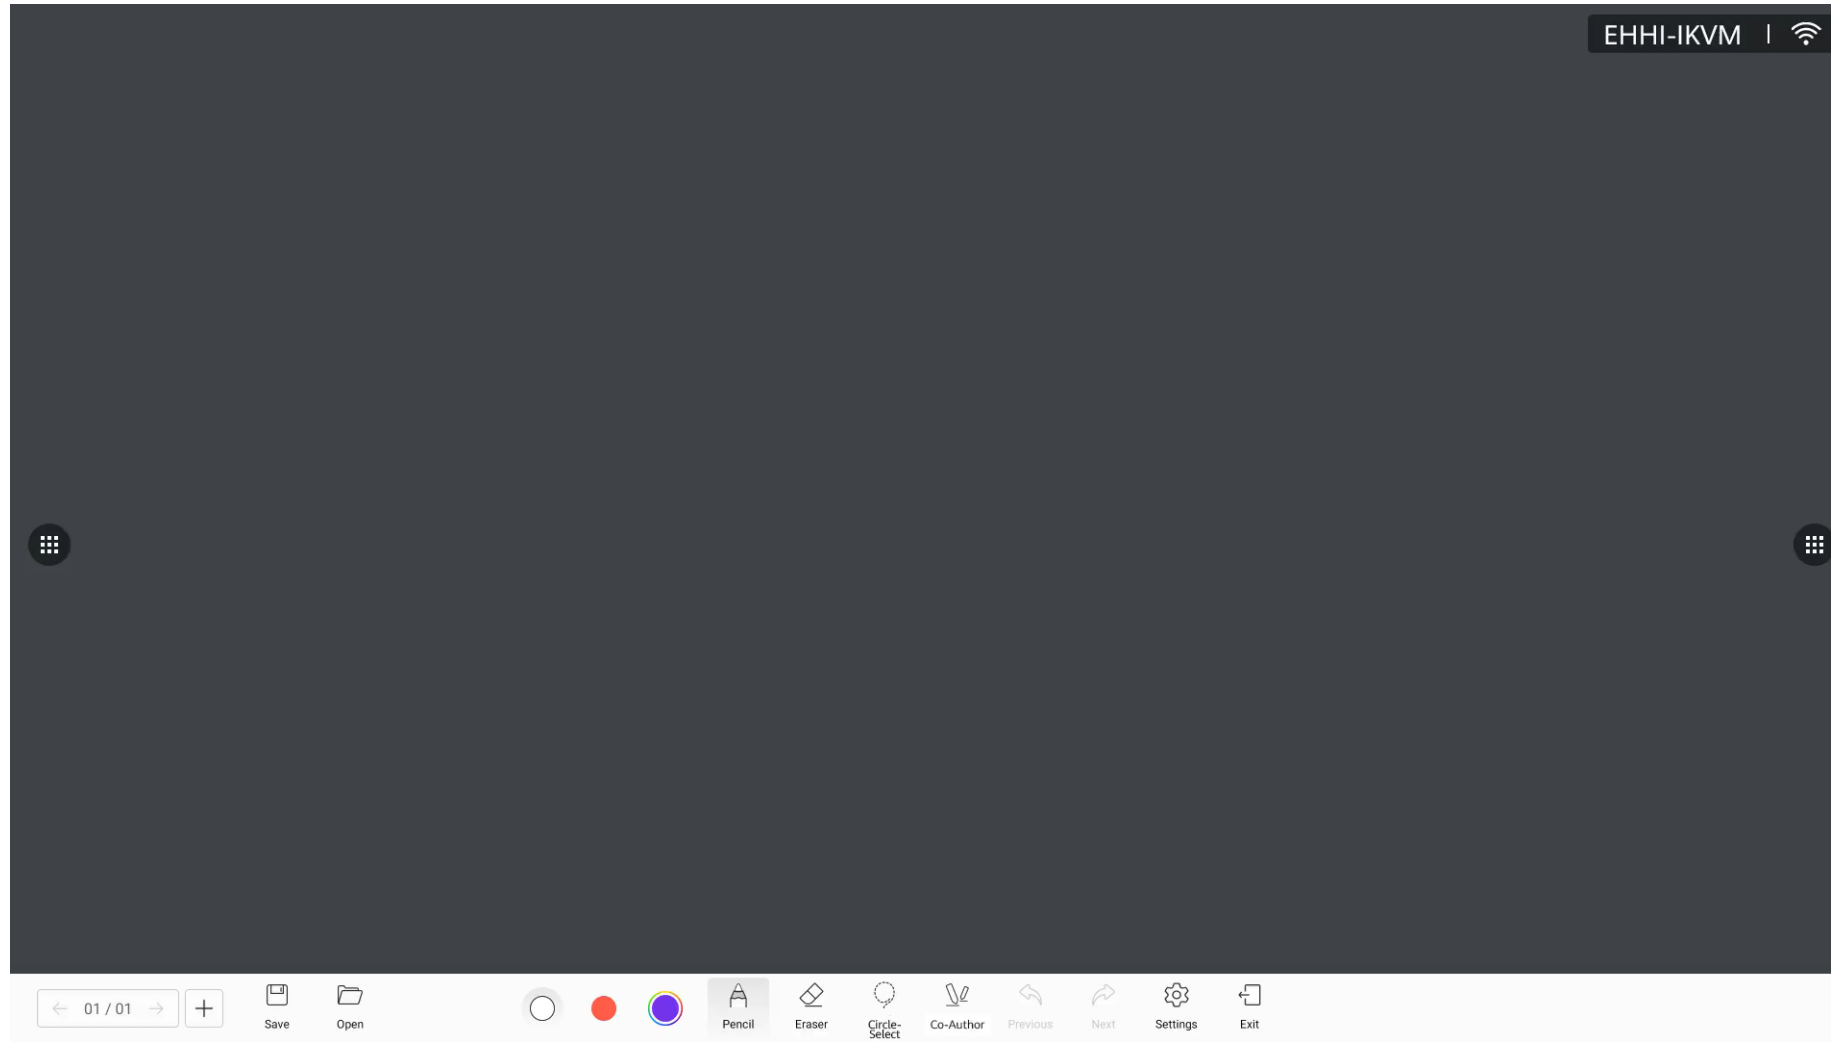 EHHI-IKVM |
01 / 01
Save
Open
Pencil
Eraser
Circle-
Select
Co-Author
Previous
Next
Settings
Exit